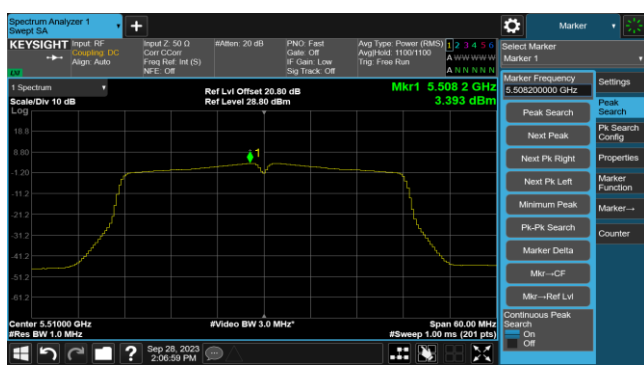 Spectrum Analyzer 1
Swept SA
Marker
KEYSIGHT
Input: RF
Coupling: DC
Align: Auto
Input Z: 50 Ω
Corr CCorr
Freq Ref: Int (S)
NFE: Off
#Atten: 20 dB
PNO: Fast
Gate: Off
IF Gain: Low
Sig Track: Off
Avg Type: Power (RMS)
Avg|Hold: 1100/1100
Trig: Free Run
1 2 3 4 5 6
A W W W W W
A N N N N N
Select Marker
Marker 1
1 Spectrum
Scale/Div 10 dB
Log
Ref Lvl Offset 20.80 dB
Ref Level 28.80 dBm
Mkr1 5.508 2 GHz
3.393 dBm
18.8
8.80
-1.20
-11.2
-21.2
-31.2
-41.2
-51.2
-61.2
1
Center 5.51000 GHz
#Res BW 1.0 MHz
#Video BW 3.0 MHz*
Span 60.00 MHz
#Sweep 1.00 ms (201 pts)
Marker Frequency
5.508200000 GHz
Peak Search
Next Peak
Next Pk Right
Next Pk Left
Minimum Peak
Pk-Pk Search
Marker Delta
Mkr→CF
Mkr→Ref Lvl
Continuous Peak
Search
On
Off
Settings
Peak
Search
Pk Search
Config
Properties
Marker
Function
Marker→
Counter
?
Sep 28, 2023
2:06:59 PM